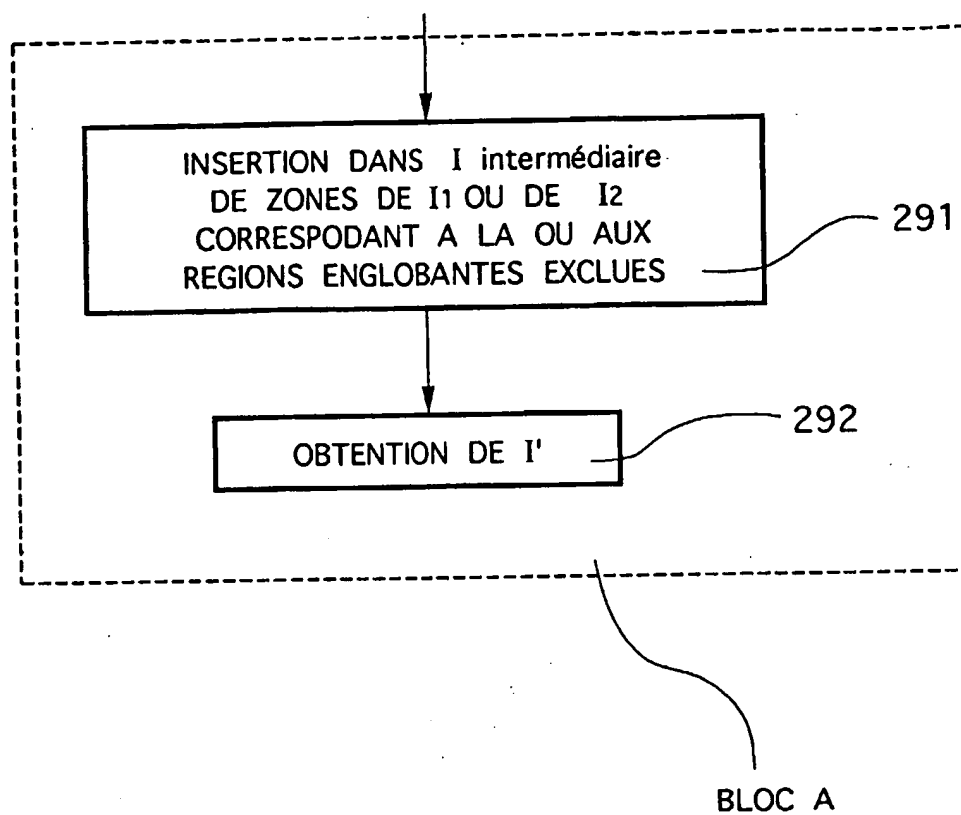 INSERTION DANS I intermédiaire
DE ZONES DE I1 OU DE I2
CORRESPODANT A LA OU AUX
REGIONS ENGLOBANTES EXCLUES
291
OBTENTION DE I'
292
BLOC A